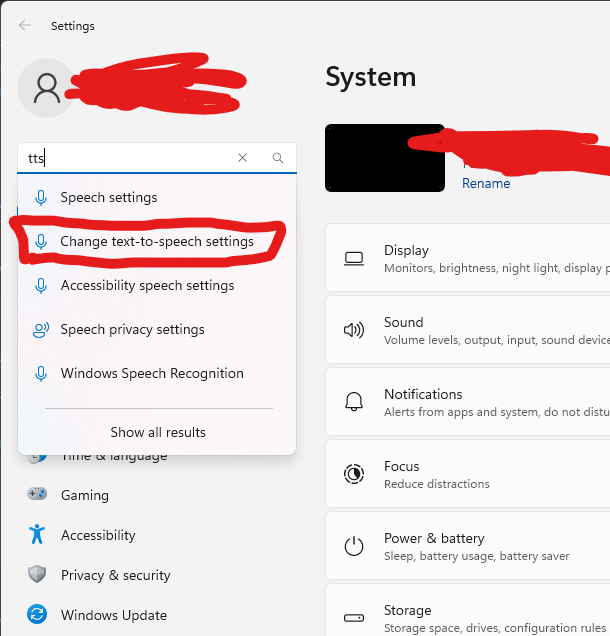 Settings
tts
Speech settings
Change text-to-speech settings
Accessibility speech settings
Speech privacy settings
Windows Speech Recognition
Show all results
Time & language
Gaming
Accessibility
Privacy & security
Windows Update
System
Rename
Display
Monitors, brightness, night light, display p
Sound
Volume levels, output, input, sound device
Notifications
Alerts from apps and system, do not distu
Focus
Reduce distractions
Power & battery
Sleep, battery usage, battery saver
Storage
Storage space, drives, configuration rules